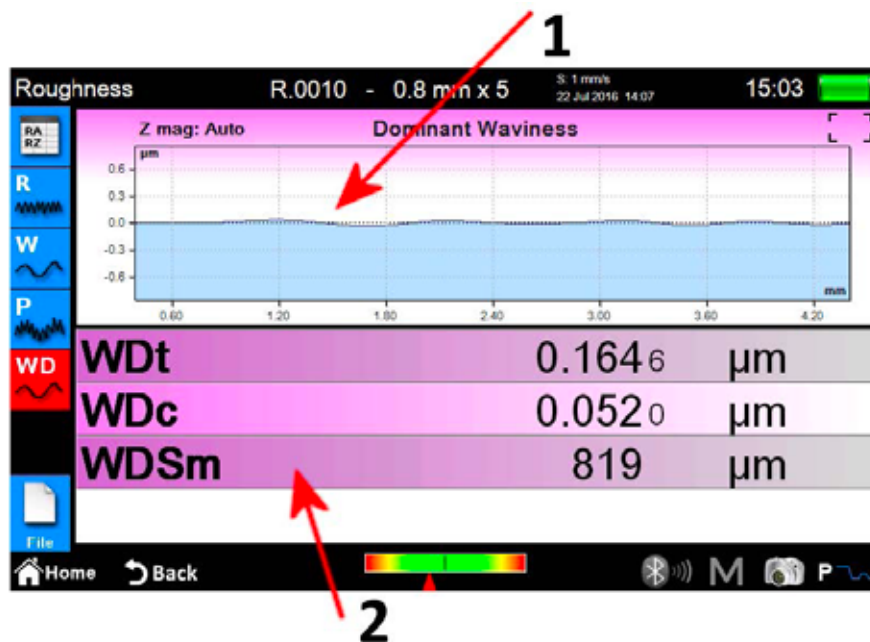 1
Roughness R.0010 - 0.8 mm x 5 S: 1 mm/s 15:03
22 Jul 2016 14:07
RA
RZ
Z mag: Auto Dominant Waviness
µm
0.6
0.3
0.0
-0.3
-0.6
mm
0.60 1.20 1.80 2.40 3.00 3.60 4.20
R
W
P
WD
WDt 0.1646 µm
WDc 0.0520 µm
WDSm 819 µm
File
Home Back M P
2